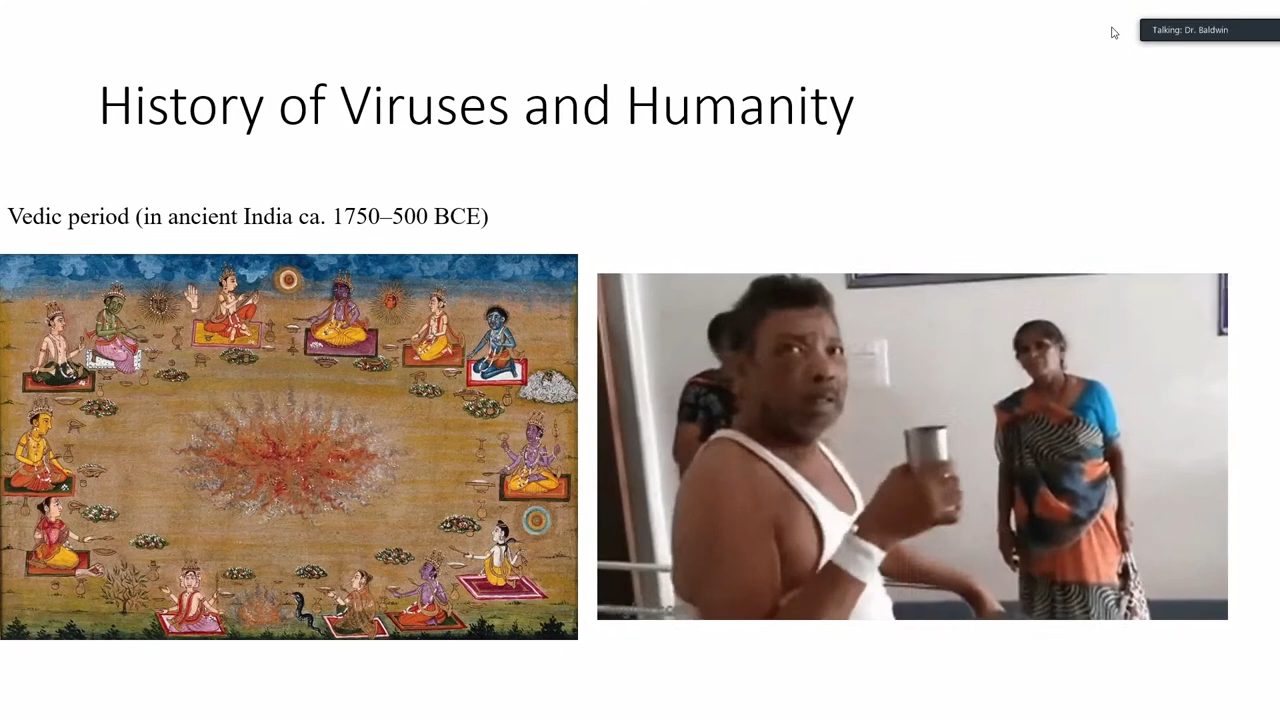 Talking: Dr. Baldwin
History of Viruses and Humanity
Vedic period (in ancient India ca. 1750–500 BCE)